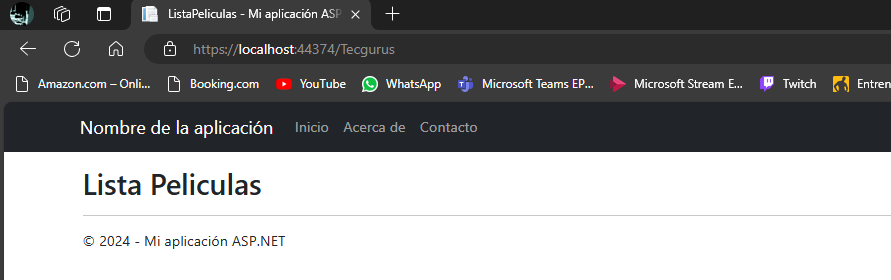 ListaPeliculas - Mi aplicación ASP
https://localhost:44374/Tecgurus
Amazon.com – Onli... Booking.com YouTube WhatsApp Microsoft Teams EP... Microsoft Stream E... Twitch Entren
Nombre de la aplicación Inicio Acerca de Contacto
Lista Peliculas
© 2024 - Mi aplicación ASP.NET